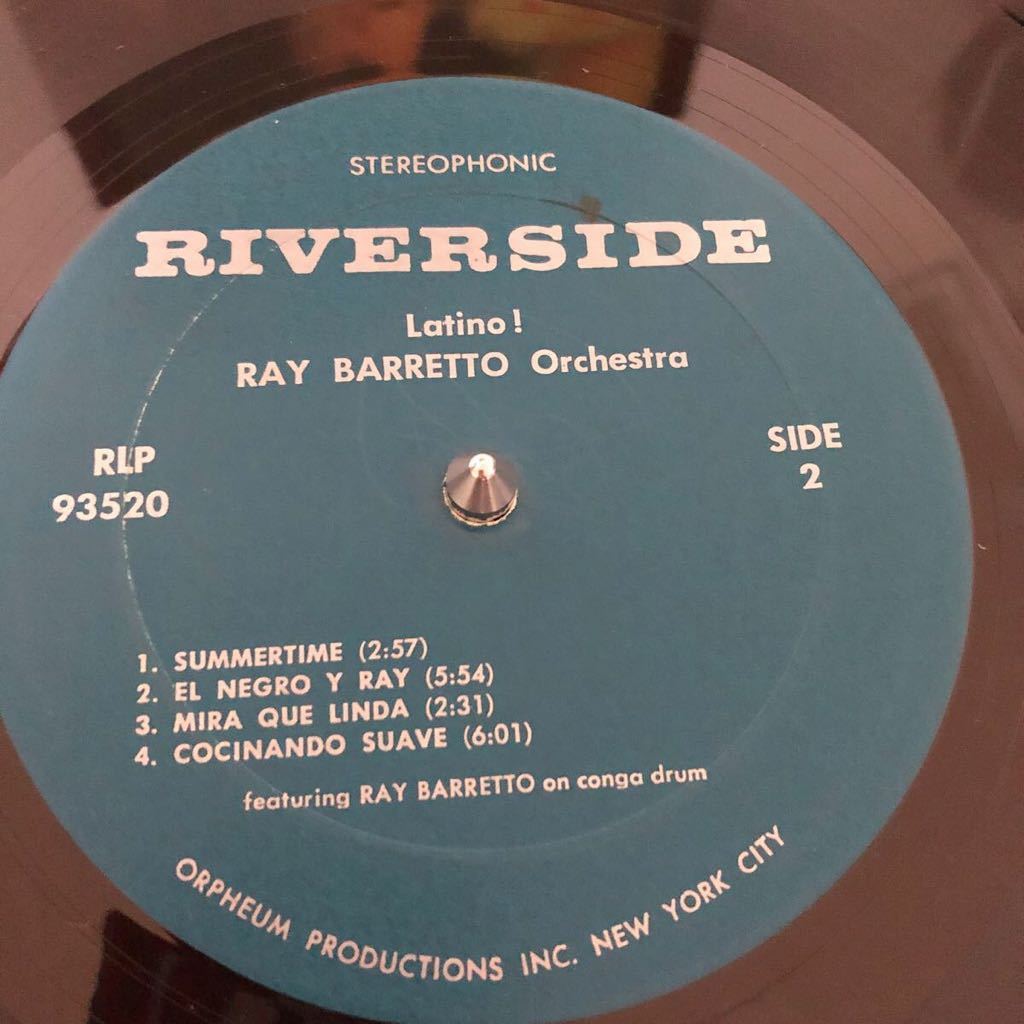 STEREOPHONIC
RIVERSIDE
Latino!
RAY BARRETTO Orchestra
RLP
93520
SIDE
2
1. SUMMERTIME (2:57)
2. EL NEGRO Y RAY (5:54)
3. MIRA QUE LINDA (2:31)
4. COCINANDO SUAVE (6:01)
featuring RAY BARRETTO on conga drum
ORPHEUM PRODUCTIONS INC. NEW YORK CITY